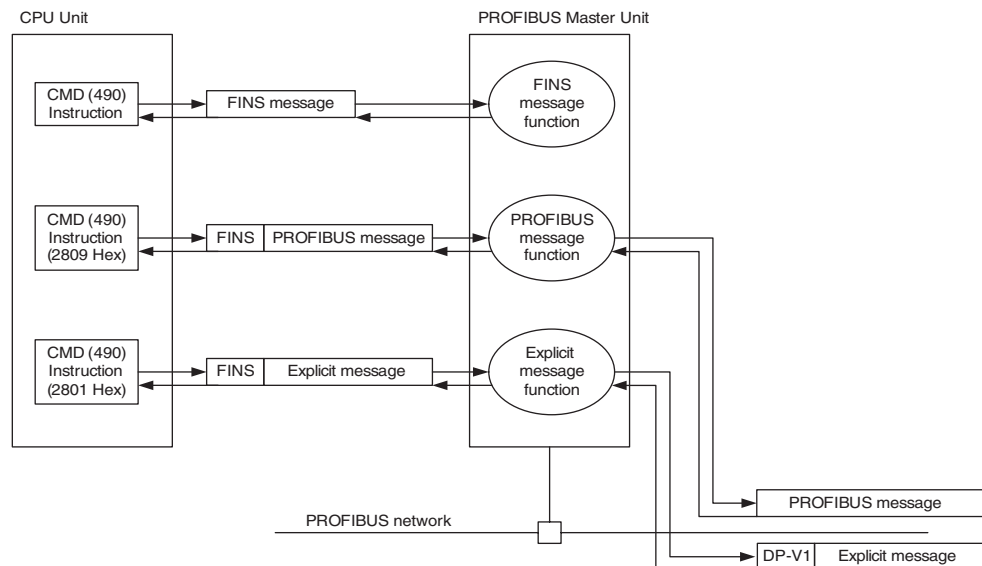 CPU Unit
PROFIBUS Master Unit
CMD (490)
Instruction
FINS message
FINS
message
function
CMD (490)
Instruction
(2809 Hex)
FINS
PROFIBUS message
PROFIBUS
message
function
CMD (490)
Instruction
(2801 Hex)
FINS
Explicit message
Explicit
message
function
PROFIBUS message
PROFIBUS network
DP-V1
Explicit message